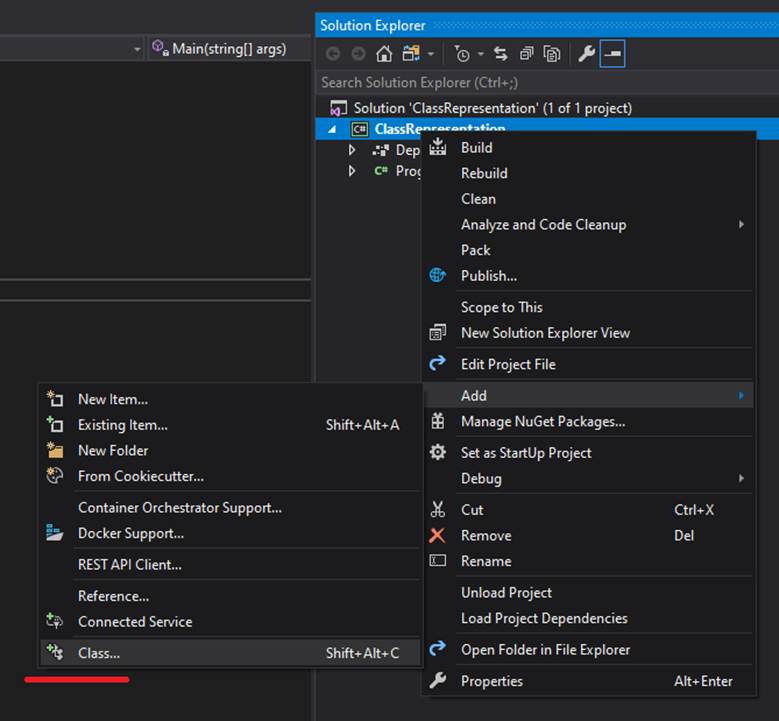 Solution Explorer
Main(string[] args)
Search Solution Explorer (Ctrl+;)
Solution 'ClassRepresentation' (1 of 1 project)
C# ClassRepresentation
Dep
C# Prog
Build
Rebuild
Clean
Analyze and Code Cleanup
Pack
Publish...
Scope to This
New Solution Explorer View
Edit Project File
Add
Manage NuGet Packages...
Set as StartUp Project
Debug
Cut Ctrl+X
Remove Del
Rename
Unload Project
Load Project Dependencies
Open Folder in File Explorer
Properties Alt+Enter
New Item...
Existing Item... Shift+Alt+A
New Folder
From Cookiecutter...
Container Orchestrator Support...
Docker Support...
REST API Client...
Reference...
Connected Service
Class... Shift+Alt+C